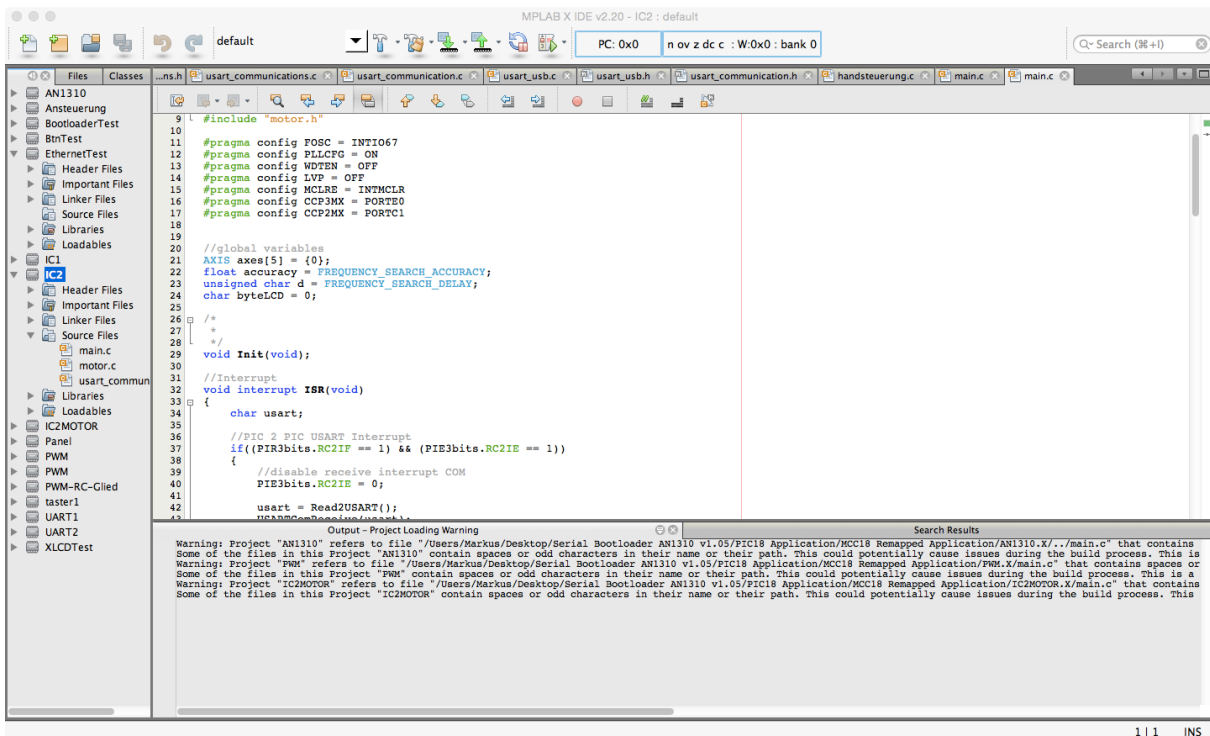 MPLAB X IDE v2.20 - IC2 : default
default
PC: 0x0
n ov z dc c : W:0x0 : bank 0
Search (⌘+I)
Files
Classes
...ns.h
usart_communications.c
usart_communication.c
usart_usb.c
usart_usb.h
usart_communication.h
handsteuerung.c
main.c
main.c
AN1310
Ansteuerung
BootloaderTest
BtnTest
EthernetTest
Header Files
Important Files
Linker Files
Source Files
Libraries
Loadables
IC1
IC2
Header Files
Important Files
Linker Files
Source Files
main.c
motor.c
usart_commun
Libraries
Loadables
IC2MOTOR
Panel
PWM
PWM
PWM-RC-Glied
taster1
UART1
UART2
XLCDTest
9 #include "motor.h"
10
11 #pragma config FOSC = INTIO67
12 #pragma config PLLCFG = ON
13 #pragma config WDTEN = OFF
14 #pragma config LVP = OFF
15 #pragma config MCLRE = INTMCLR
16 #pragma config CCP3MX = PORTE0
17 #pragma config CCP2MX = PORTC1
18
19
20 //global variables
21 AXIS axes[5] = {0};
22 float accuracy = FREQUENCY_SEARCH_ACCURACY;
23 unsigned char d = FREQUENCY_SEARCH_DELAY;
24 char byteLCD = 0;
25
26 /*
27 *
28 */
29 void Init(void);
30
31 //Interrupt
32 void interrupt ISR(void)
33 {
34 char usart;
35
36 //PIC 2 PIC USART Interrupt
37 if((PIR3bits.RC2IF == 1) && (PIE3bits.RC2IE == 1))
38 {
39 //disable receive interrupt COM
40 PIE3bits.RC2IE = 0;
41
42 usart = Read2USART();
Output - Project Loading Warning
Search Results
Warning: Project "AN1310" refers to file "/Users/Markus/Desktop/Serial Bootloader AN1310 v1.05/PIC18 Application/MCC18 Remapped Application/AN1310.X/../main.c" that contains
Some of the files in this Project "AN1310" contain spaces or odd characters in their name or their path. This could potentially cause issues during the build process. This is
Warning: Project "PWM" refers to file "/Users/Markus/Desktop/Serial Bootloader AN1310 v1.05/PIC18 Application/MCC18 Remapped Application/PWM.X/main.c" that contains spaces or
Some of the files in this Project "PWM" contain spaces or odd characters in their name or their path. This could potentially cause issues during the build process. This is a
Warning: Project "IC2MOTOR" refers to file "/Users/Markus/Desktop/Serial Bootloader AN1310 v1.05/PIC18 Application/MCC18 Remapped Application/IC2MOTOR.X/main.c" that contains
Some of the files in this Project "IC2MOTOR" contain spaces or odd characters in their name or their path. This could potentially cause issues during the build process. This
1 | 1
INS